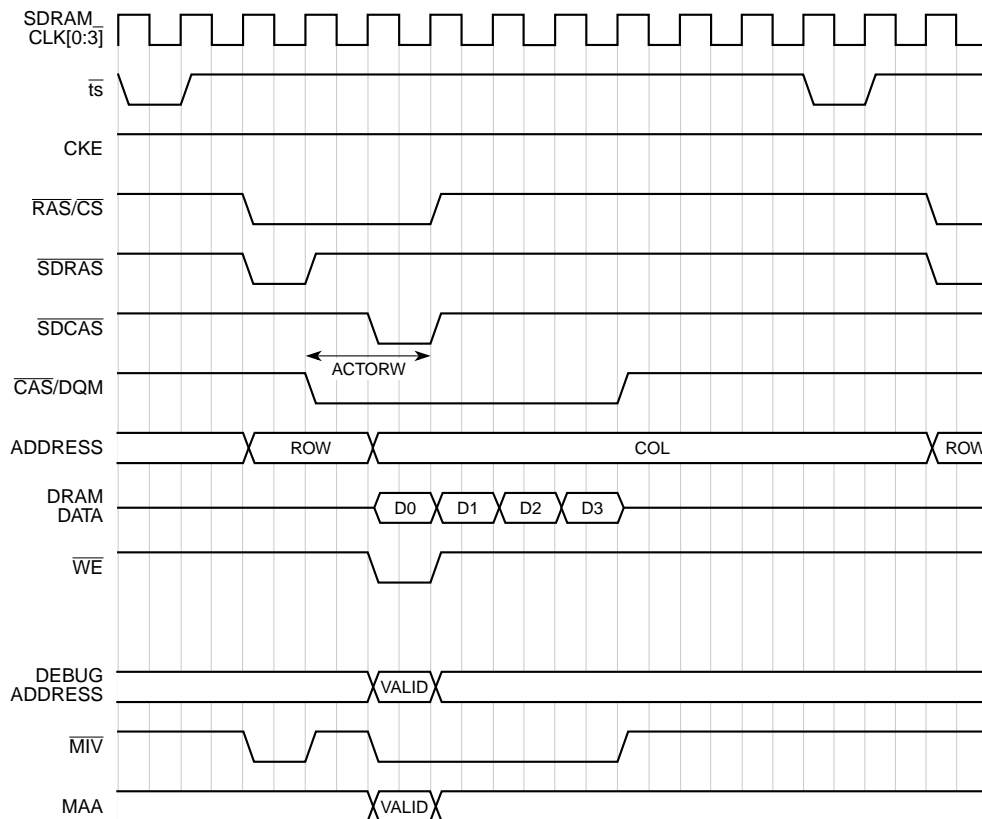 SDRAM_
CLK[0:3]
ts
CKE
RAS/CS
SDRAS
SDCAS
ACTORW
CAS/DQM
ADDRESS
ROW
COL
ROW
DRAM
DATA
D0
D1
D2
D3
WE
DEBUG
ADDRESS
VALID
MIV
MAA
VALID